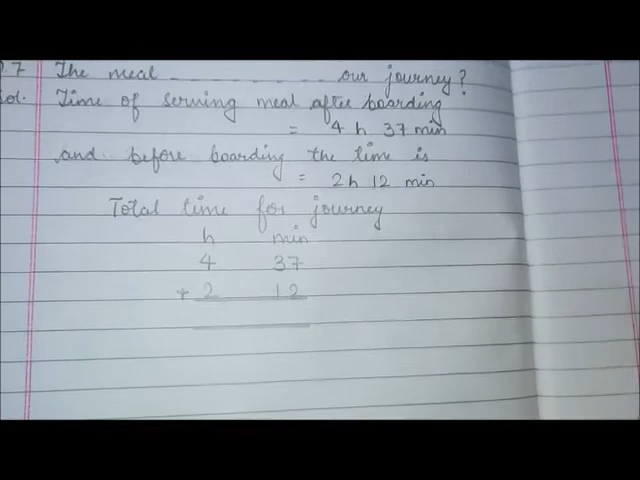 Q.7 The meal _ _ _ _ _ _ _ _ _ _ our journey?
Sol. Time of serving meal after boarding
= 4 h 37 min
and before boarding the time is
= 2h 12 min
Total time for journey
h min
4 37
+ 2 12